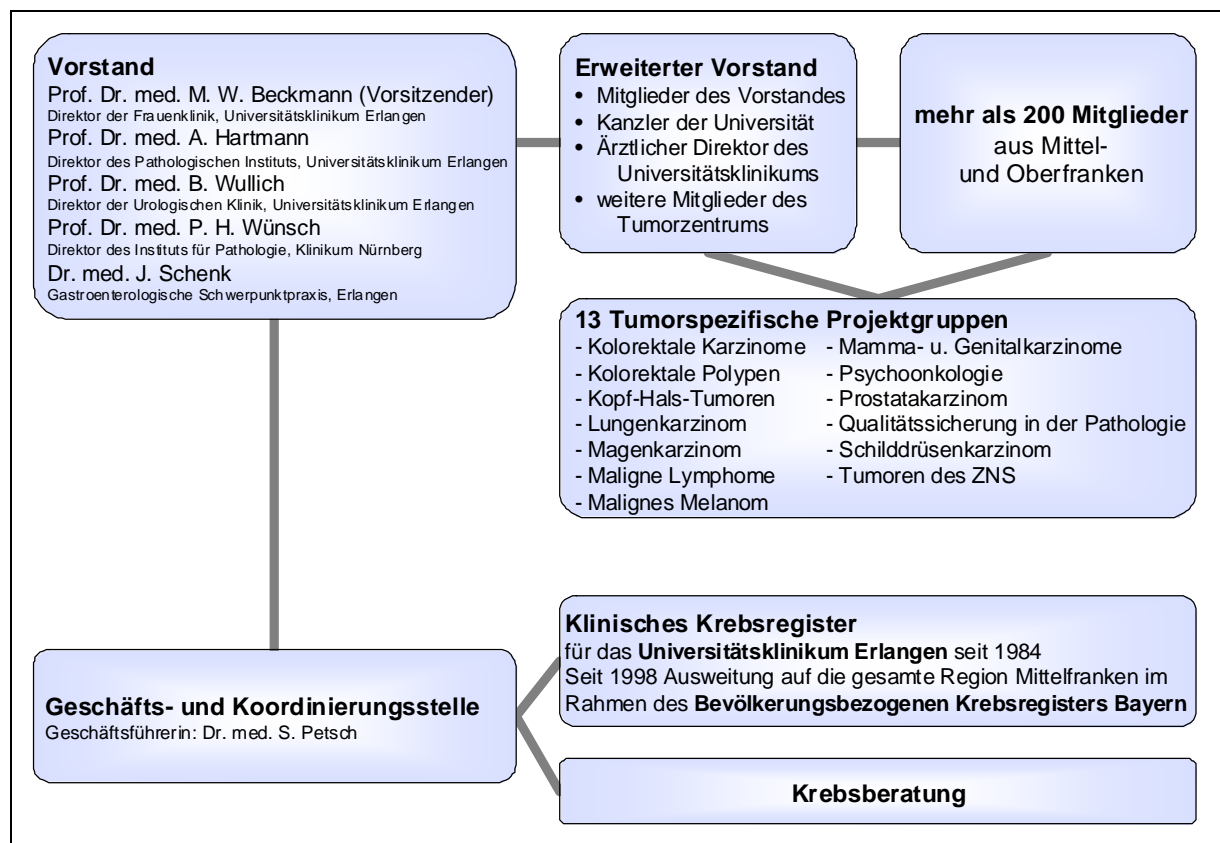 Vorstand
Prof. Dr. med. M. W. Beckmann (Vorsitzender)
Direktor der Frauenklinik, Universitätsklinikum Erlangen
Prof. Dr. med. A. Hartmann
Direktor des Pathologischen Instituts, Universitätsklinikum Erlangen
Prof. Dr. med. B. Wullich
Direktor der Urologischen Klinik, Universitätsklinikum Erlangen
Prof. Dr. med. P. H. Wünsch
Direktor des Instituts für Pathologie, Klinikum Nürnberg
Dr. med. J. Schenk
Gastroenterologische Schwerpunktpraxis, Erlangen
Erweiterter Vorstand
• Mitglieder des Vorstandes
• Kanzler der Universität
• Ärztlicher Direktor des
Universitätsklinikums
• weitere Mitglieder des
Tumorzentrums
mehr als 200 Mitglieder
aus Mittel-
und Oberfranken
13 Tumorspezifische Projektgruppen
- Kolorektale Karzinome
- Kolorektale Polypen
- Kopf-Hals-Tumoren
- Lungenkarzinom
- Magenkarzinom
- Maligne Lymphome
- Malignes Melanom
- Mamma- u. Genitalkarzinome
- Psychoonkologie
- Prostatakarzinom
- Qualitätssicherung in der Pathologie
- Schilddrüsenkarzinom
- Tumoren des ZNS
Geschäfts- und Koordinierungsstelle
Geschäftsführerin: Dr. med. S. Petsch
Klinisches Krebsregister
für das Universitätsklinikum Erlangen seit 1984
Seit 1998 Ausweitung auf die gesamte Region Mittelfranken im
Rahmen des Bevölkerungsbezogenen Krebsregisters Bayern
Krebsberatung